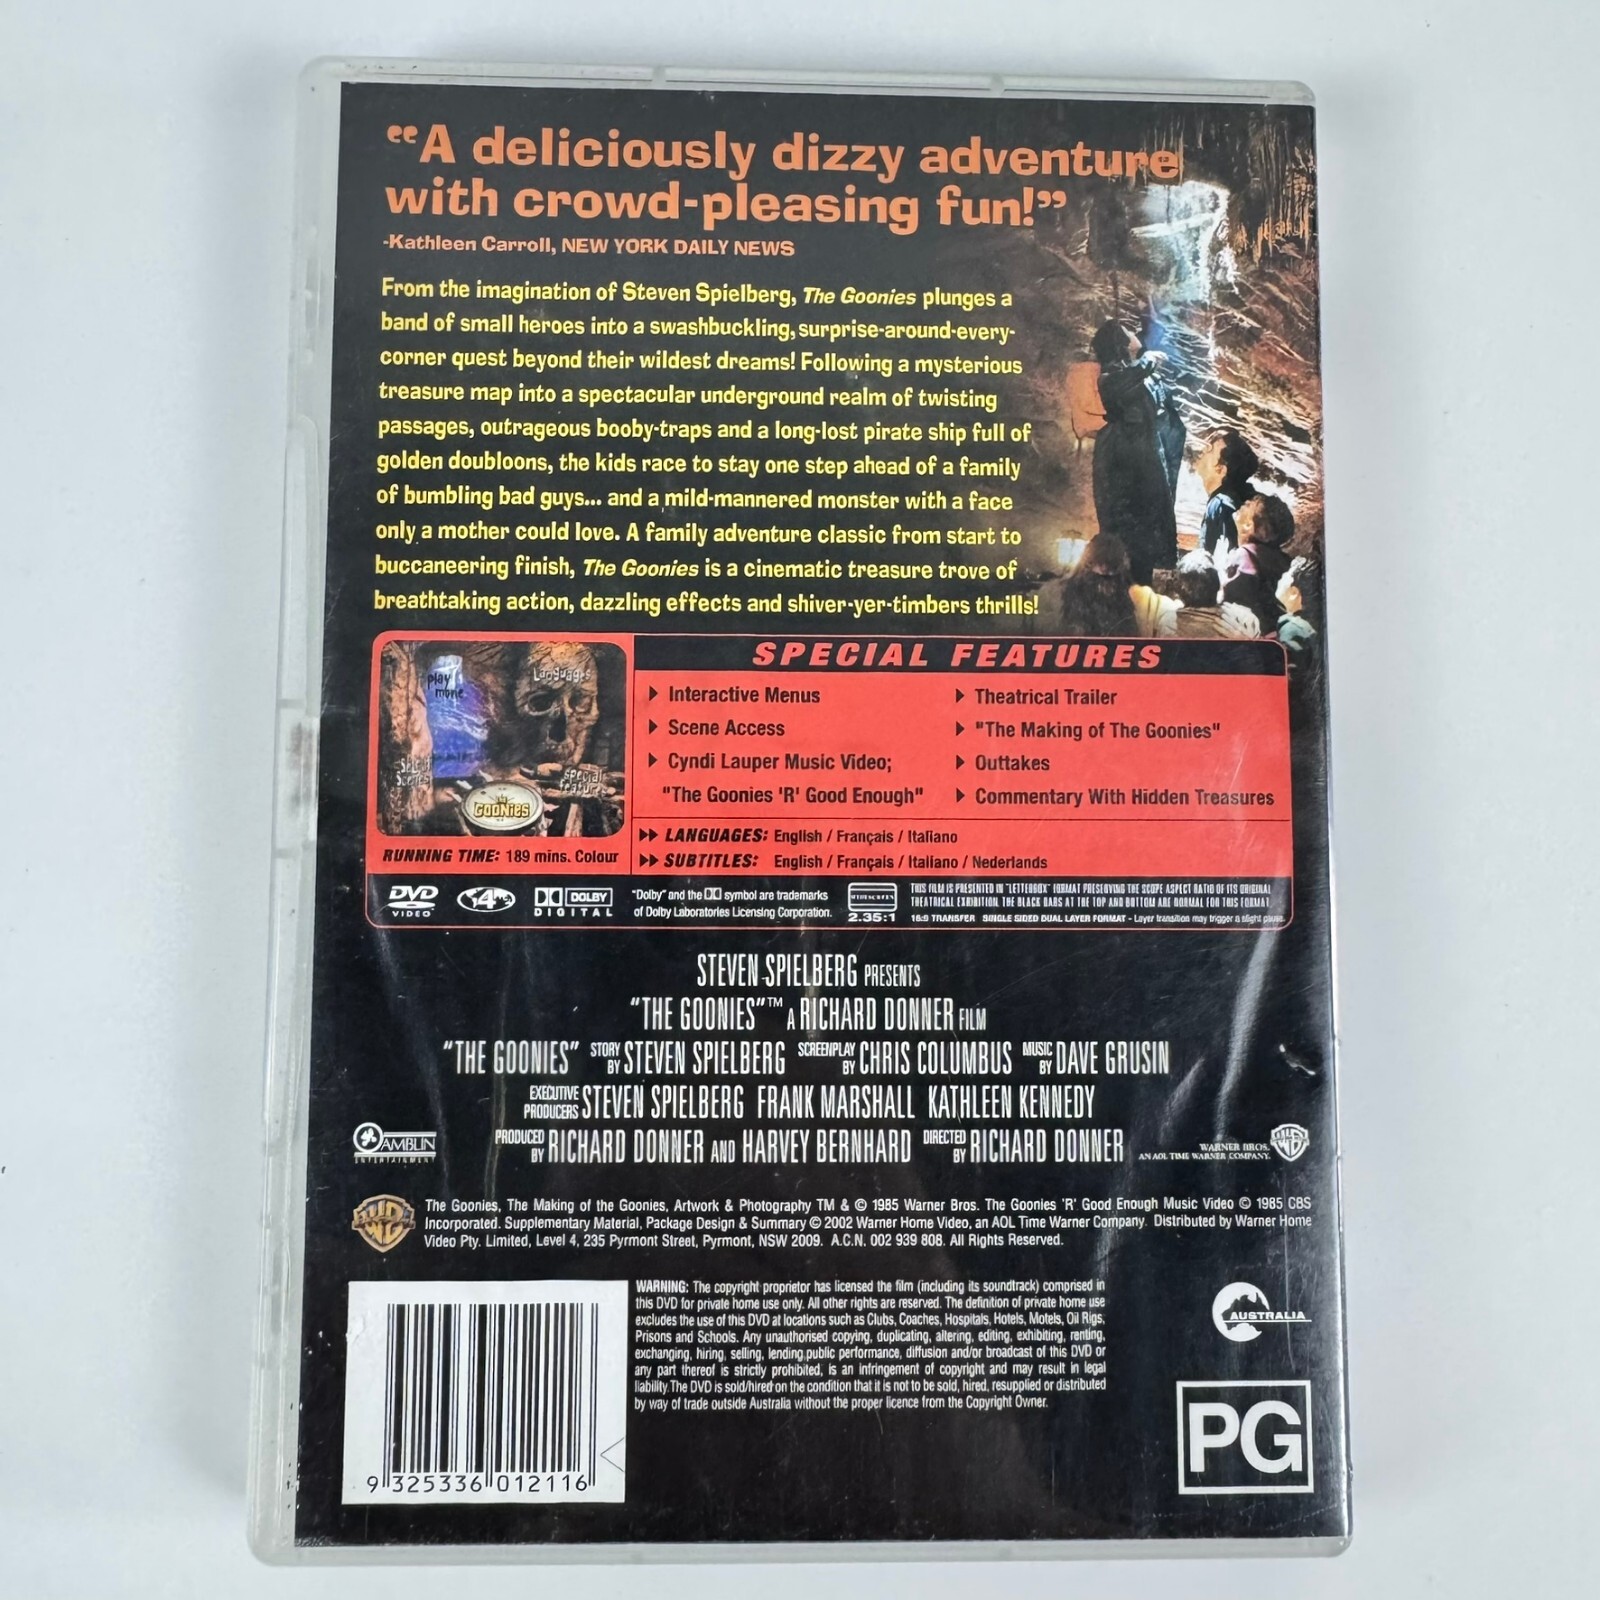 “A deliciously dizzy adventure
with crowd-pleasing fun!”
-Kathleen Carroll, NEW YORK DAILY NEWS
From the imagination of Steven Spielberg, The Goonies plunges a
band of small heroes into a swashbuckling, surprise-around-every-
corner quest beyond their wildest dreams! Following a mysterious
treasure map into a spectacular underground realm of twisting
passages, outrageous booby-traps and a long-lost pirate ship full of
golden doubloons, the kids race to stay one step ahead of a family
of bumbling bad guys... and a mild-mannered monster with a face
only a mother could love. A family adventure classic from start to
buccaneering finish, The Goonies is a cinematic treasure trove of
breathtaking action, dazzling effects and shiver-yer-timbers thrills!
play movie
Languages
Select Scenes
special features
THE GOONIES
RUNNING TIME: 189 mins. Colour
SPECIAL FEATURES
Interactive Menus
Scene Access
Cyndi Lauper Music Video;
"The Goonies 'R' Good Enough"
Theatrical Trailer
"The Making of The Goonies"
Outtakes
Commentary With Hidden Treasures
LANGUAGES: English / Français / Italiano
SUBTITLES: English / Français / Italiano / Nederlands
DVD VIDEO
4
DOLBY DIGITAL
"Dolby" and the DD symbol are trademarks
of Dolby Laboratories Licensing Corporation.
WIDESCREEN
2.35:1
THIS FILM IS PRESENTED IN "LETTERBOX" FORMAT PRESERVING THE SCOPE ASPECT RATIO OF ITS ORIGINAL
THEATRICAL EXHIBITION. THE BLACK BARS AT THE TOP AND BOTTOM ARE NORMAL FOR THIS FORMAT.
16:9 TRANSFER SINGLE SIDED DUAL LAYER FORMAT - Layer transition may trigger a slight pause.
STEVEN SPIELBERG PRESENTS
"THE GOONIES"™ A RICHARD DONNER FILM
"THE GOONIES" STORY BY STEVEN SPIELBERG SCREENPLAY BY CHRIS COLUMBUS MUSIC BY DAVE GRUSIN
EXECUTIVE PRODUCERS STEVEN SPIELBERG FRANK MARSHALL KATHLEEN KENNEDY
PRODUCED BY RICHARD DONNER AND HARVEY BERNHARD DIRECTED BY RICHARD DONNER
AMBLIN
ENTERTAINMENT
WARNER BROS.
AN AOL TIME WARNER COMPANY.
The Goonies, The Making of the Goonies, Artwork & Photography TM & © 1985 Warner Bros. The Goonies 'R' Good Enough Music Video © 1985 CBS
Incorporated. Supplementary Material, Package Design & Summary © 2002 Warner Home Video, an AOL Time Warner Company. Distributed by Warner Home
Video Pty. Limited, Level 4, 235 Pyrmont Street, Pyrmont, NSW 2009. A.C.N. 002 939 808. All Rights Reserved.
WARNING: The copyright proprietor has licensed the film (including its soundtrack) comprised in
this DVD for private home use only. All other rights are reserved. The definition of private home use
excludes the use of this DVD at locations such as Clubs, Coaches, Hospitals, Hotels, Motels, Oil Rigs,
Prisons and Schools. Any unauthorised copying, duplicating, altering, editing, exhibiting, renting,
exchanging, hiring, selling, lending,public performance, diffusion and/or broadcast of this DVD or
any part thereof is strictly prohibited, is an infringement of copyright and may result in legal
liability.The DVD is sold/hired on the condition that it is not to be sold, hired, resupplied or distributed
by way of trade outside Australia without the proper licence from the Copyright Owner.
9 325336 012116
AUSTRALIA
PG